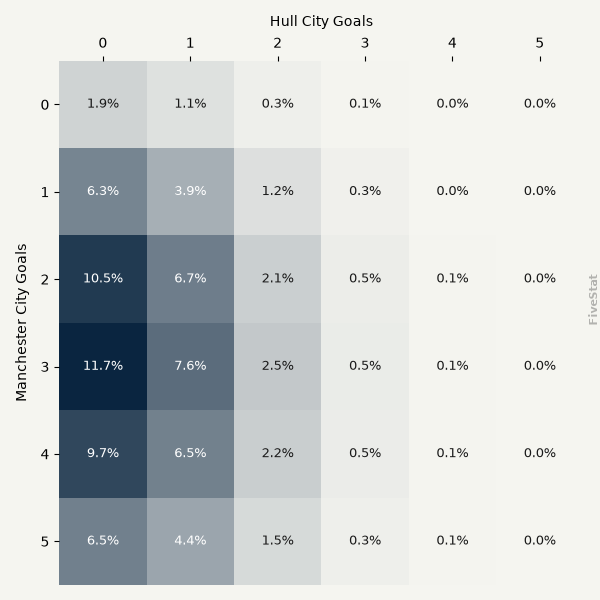 Hull City Goals
0 1 2 3 4 5
0 1.9% 1.1% 0.3% 0.1% 0.0% 0.0%
1 6.3% 3.9% 1.2% 0.3% 0.0% 0.0%
2 10.5% 6.7% 2.1% 0.5% 0.1% 0.0%
3 11.7% 7.6% 2.5% 0.5% 0.1% 0.0%
4 9.7% 6.5% 2.2% 0.5% 0.1% 0.0%
5 6.5% 4.4% 1.5% 0.3% 0.1% 0.0%
Manchester City Goals
FiveStat